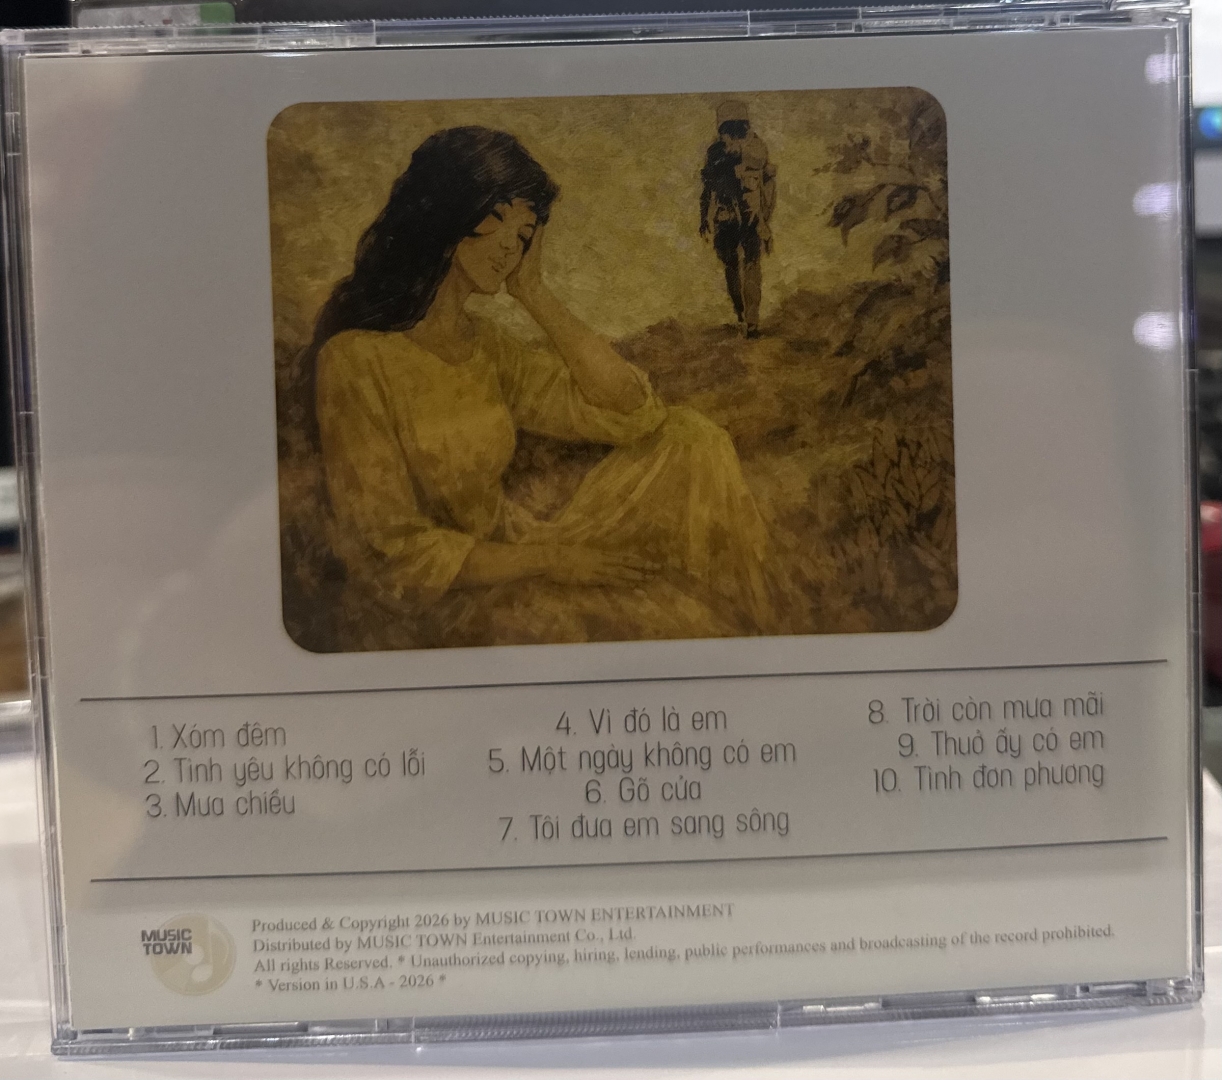 1. Xóm đêm
2. Tình yêu không có lỗi
3. Mưa chiều
4. Vì đó là em
5. Một ngày không có em
6. Gõ cửa
7. Tôi đưa em sang sông
8. Trời còn mưa mãi
9. Thuở ấy có em
10. Tình đơn phương
MUSIC
TOWN
Produced & Copyright 2026 by MUSIC TOWN ENTERTAINMENT
Distributed by MUSIC TOWN Entertainment Co., Ltd.
All rights Reserved. * Unauthorized copying, hiring, lending, public performances and broadcasting of the record prohibited.
* Version in U.S.A - 2026 *